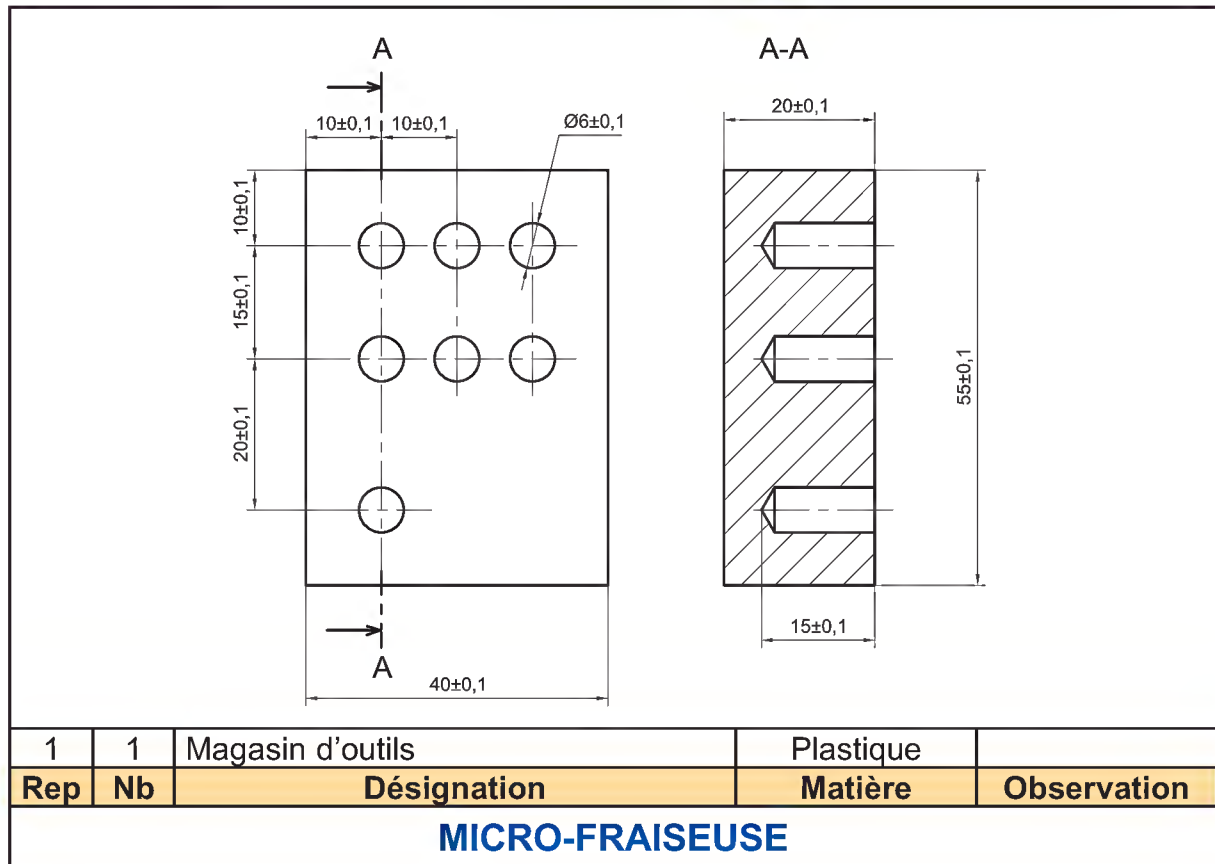 A
A-A
20±0,1
10±0,1
10±0,1
Ø6±0,1
10±0,1
15±0,1
20±0,1
55±0,1
15±0,1
A
40±0,1
1 1 Magasin d'outils Plastique
Rep Nb Désignation Matière Observation
MICRO-FRAISEUSE